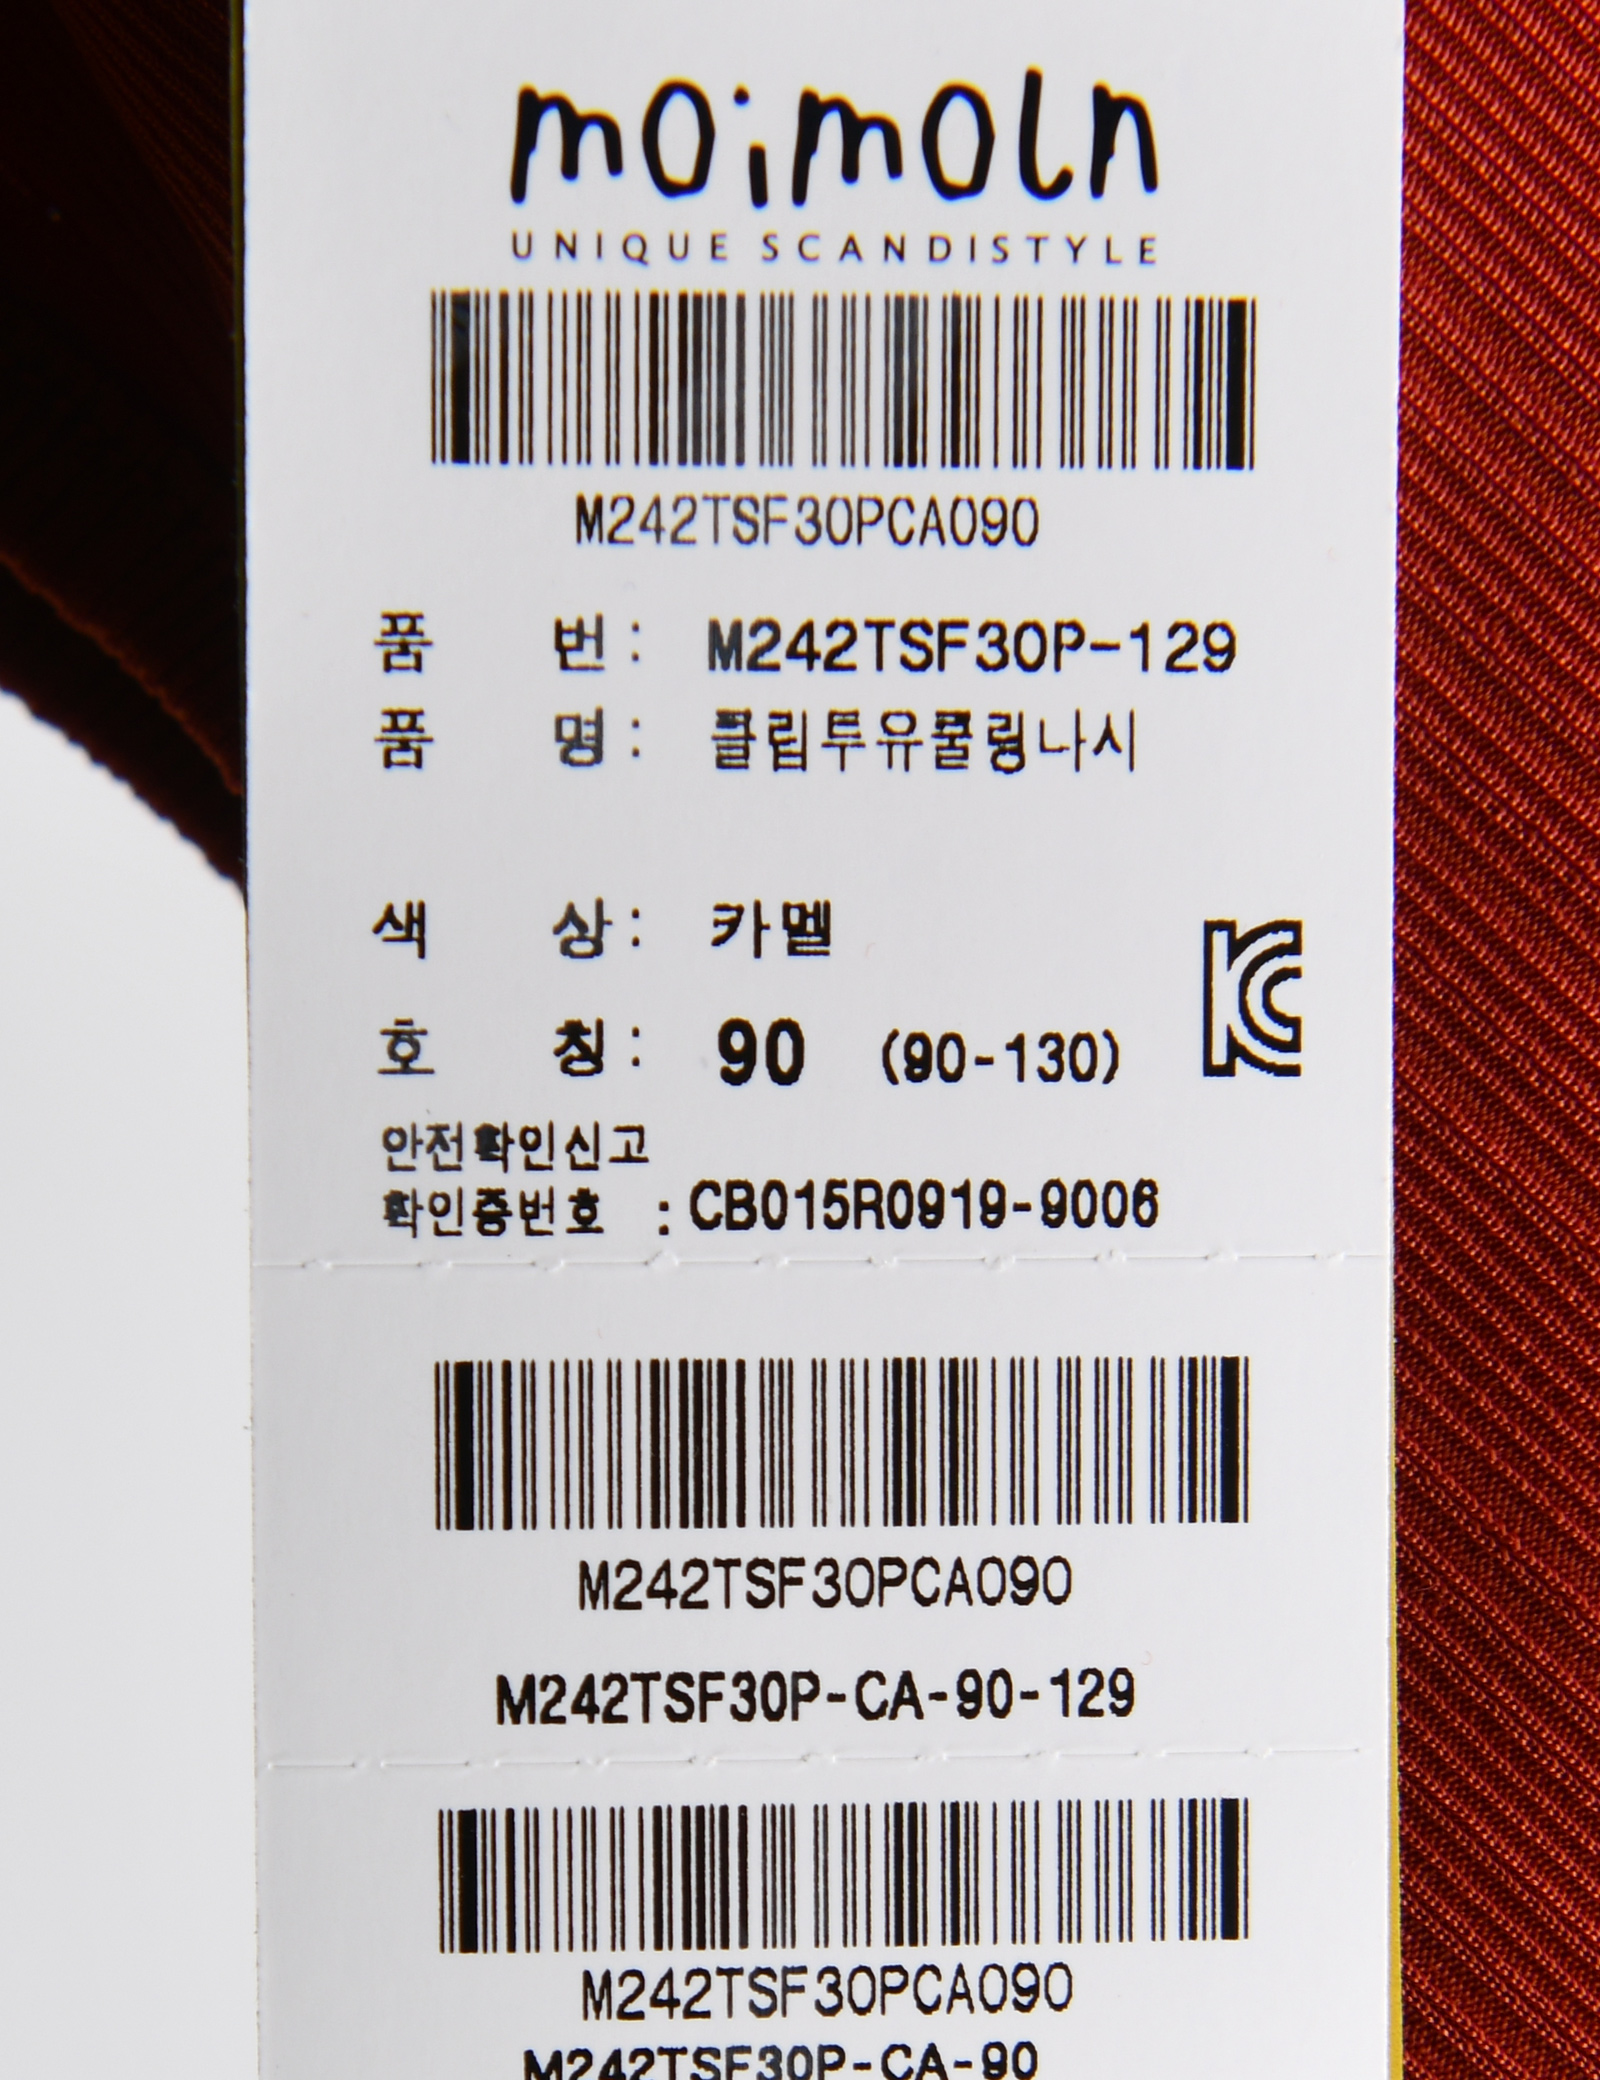 moimoln
UNIQUE SCANDISTYLE
M242TSF30PCA090
품 번 : M242TSF30P-129
품 명 : 클립투유쿨링나시
색 상 : 카멜
호 칭 : 90 (90-130)
안전확인신고
확인증번호 : CB015R0919-9006
M242TSF30PCA090
M242TSF30P-CA-90-129
M242TSF30PCA090
M242TSF30P-CA-90